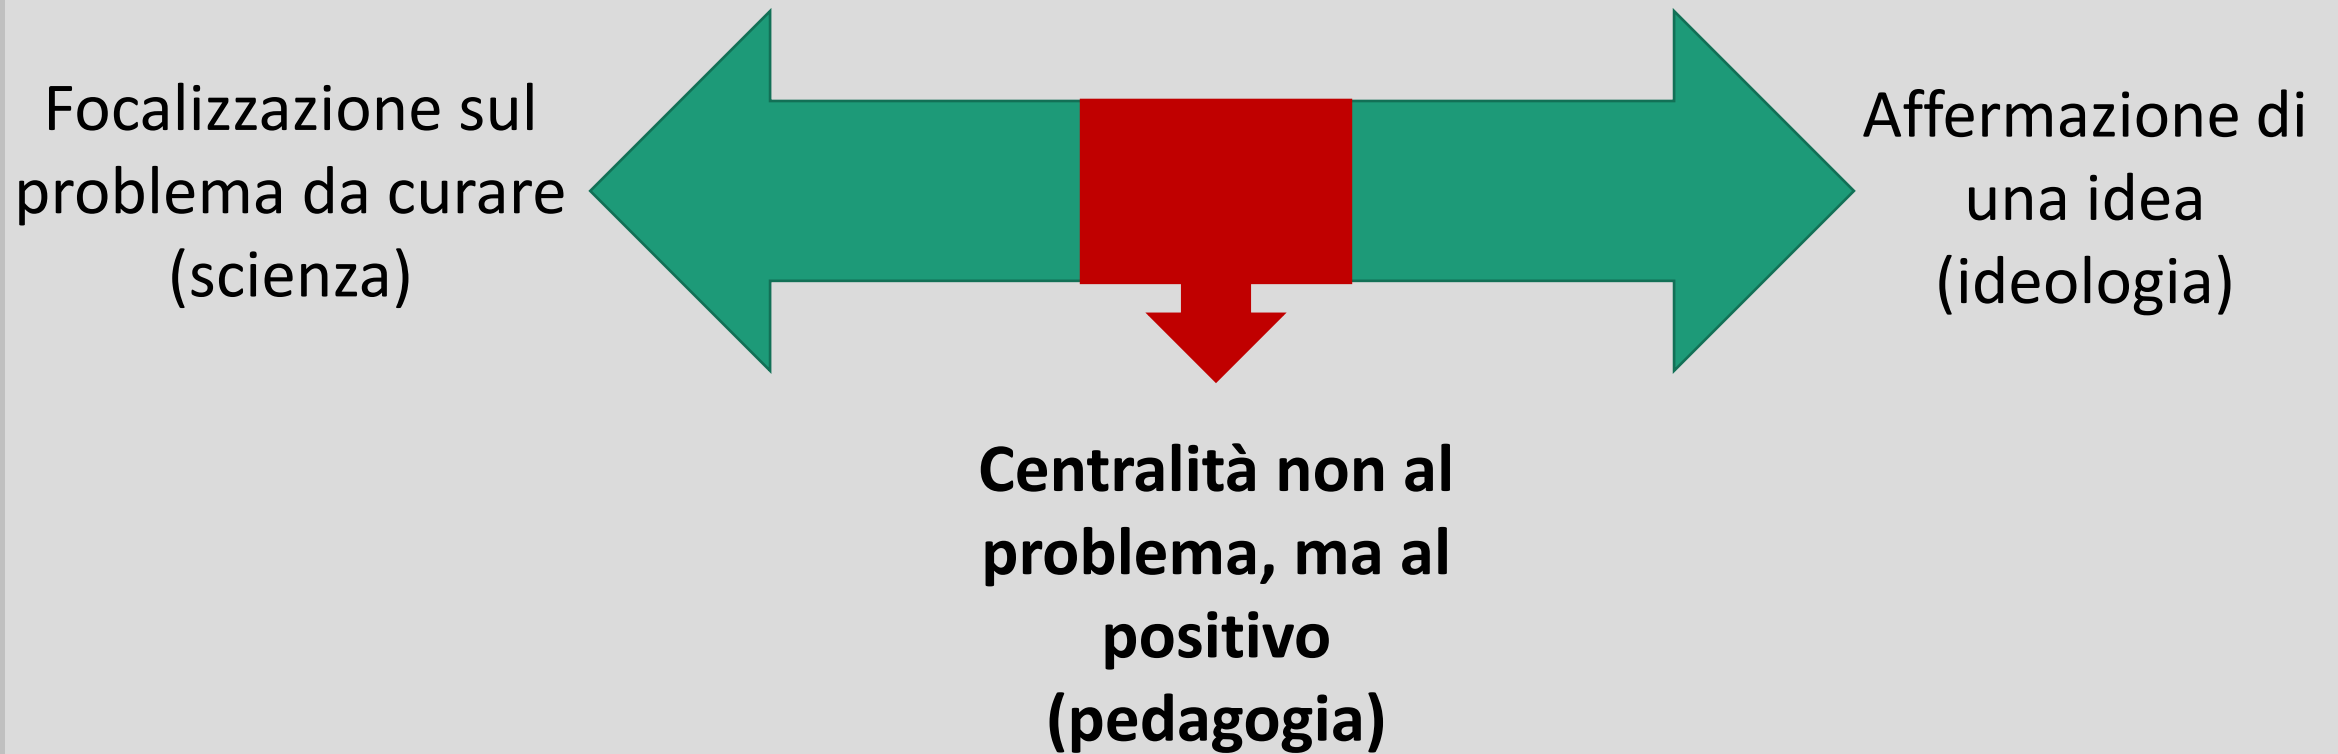 Focalizzazione sul
problema da curare
(scienza)
Affermazione di
una idea
(ideologia)
Centralità non al
problema, ma al
positivo
(pedagogia)